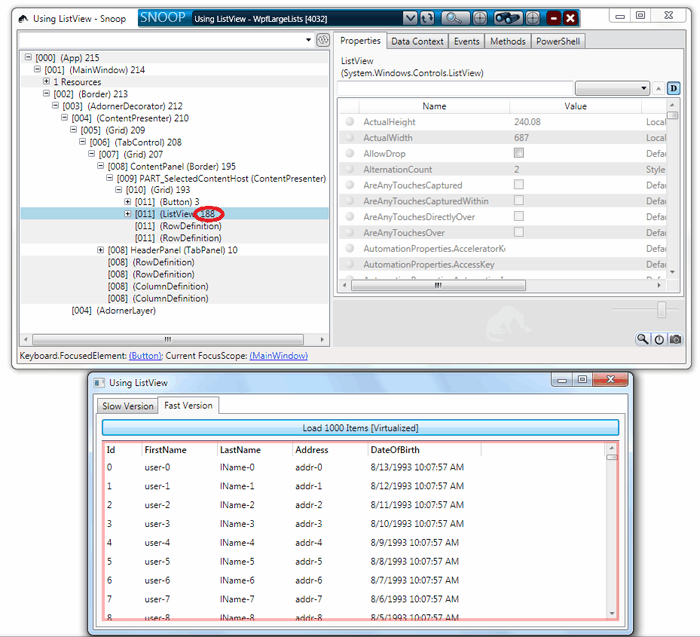 Using ListView - Snoop
SNOOP Using ListView - WpfLargeLists [4032]
[000] (App) 215
[001] (MainWindow) 214
1 Resources
[002] (Border) 213
[003] (AdornerDecorator) 212
[004] (ContentPresenter) 210
[005] (Grid) 209
[006] (TabControl) 208
[007] (Grid) 207
[008] ContentPanel (Border) 195
[009] PART_SelectedContentHost (ContentPresenter)
[010] (Grid) 193
[011] (Button) 3
[011] (ListView) 188
[011] (RowDefinition)
[011] (RowDefinition)
[008] HeaderPanel (TabPanel) 10
[008] (RowDefinition)
[008] (RowDefinition)
[008] (ColumnDefinition)
[008] (ColumnDefinition)
[004] (AdornerLayer)
Properties Data Context Events Methods PowerShell
ListView
(System.Windows.Controls.ListView)
D
Name Value
ActualHeight 240.08 Local
ActualWidth 687 Local
AllowDrop Defau
AlternationCount 2 Style
AreAnyTouchesCaptured Defau
AreAnyTouchesCapturedWithin Defau
AreAnyTouchesDirectlyOver Defau
AreAnyTouchesOver Defau
AutomationProperties.AcceleratorKe Defau
AutomationProperties.AccessKey Defau
Keyboard.FocusedElement: (Button); Current FocusScope: (MainWindow)
Using ListView
Slow Version Fast Version
Load 1000 Items [Virtualized]
Id FirstName LastName Address DateOfBirth
0 user-0 lName-0 addr-0 8/13/1993 10:07:57 AM
1 user-1 lName-1 addr-1 8/12/1993 10:07:57 AM
2 user-2 lName-2 addr-2 8/11/1993 10:07:57 AM
3 user-3 lName-3 addr-3 8/10/1993 10:07:57 AM
4 user-4 lName-4 addr-4 8/9/1993 10:07:57 AM
5 user-5 lName-5 addr-5 8/8/1993 10:07:57 AM
6 user-6 lName-6 addr-6 8/7/1993 10:07:57 AM
7 user-7 lName-7 addr-7 8/6/1993 10:07:57 AM
8 user-8 lName-8 addr-8 8/5/1993 10:07:57 AM